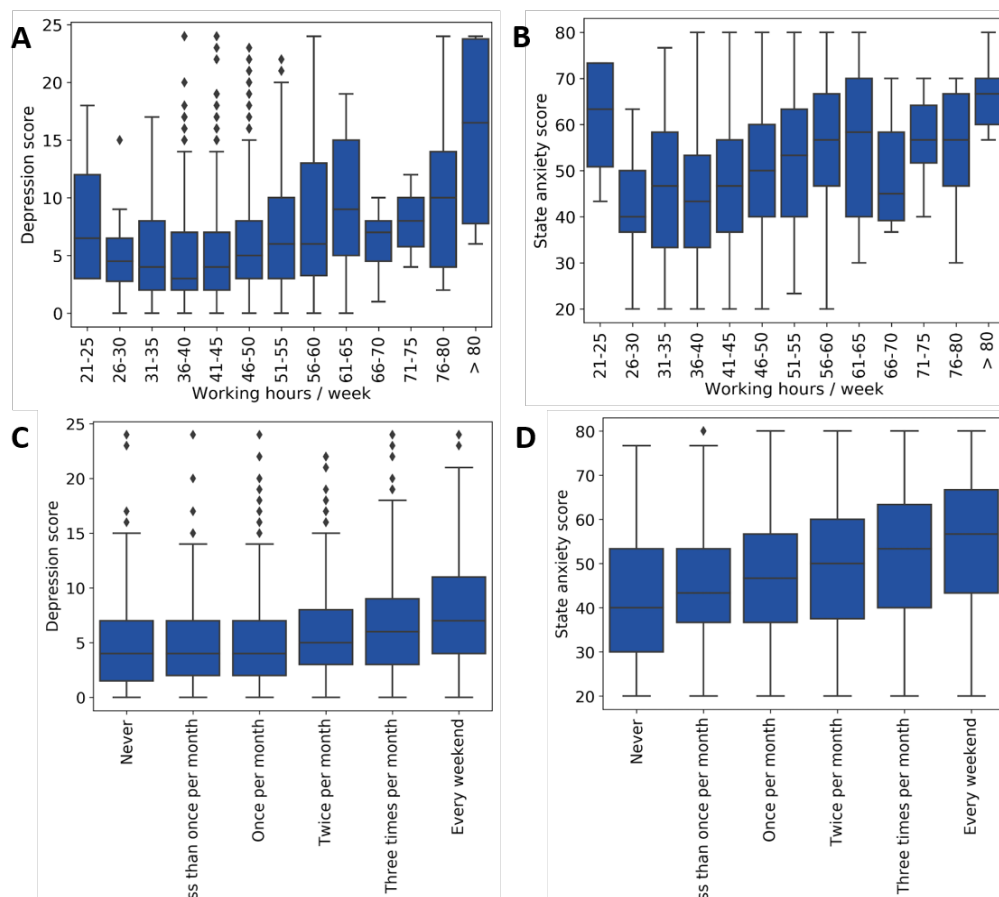 A
Depression score
25
20
15
10
5
0
21-25
26-30
31-35
36-40
41-45
46-50
51-55
56-60
61-65
66-70
71-75
76-80
> 80
Working hours / week
B
State anxiety score
80
70
60
50
40
30
20
21-25
26-30
31-35
36-40
41-45
46-50
51-55
56-60
61-65
66-70
71-75
76-80
> 80
Working hours / week
C
Depression score
25
20
15
10
5
0
Never
ss than once per month
Once per month
Twice per month
Three times per month
Every weekend
D
State anxiety score
80
70
60
50
40
30
20
Never
ss than once per month
Once per month
Twice per month
Three times per month
Every weekend